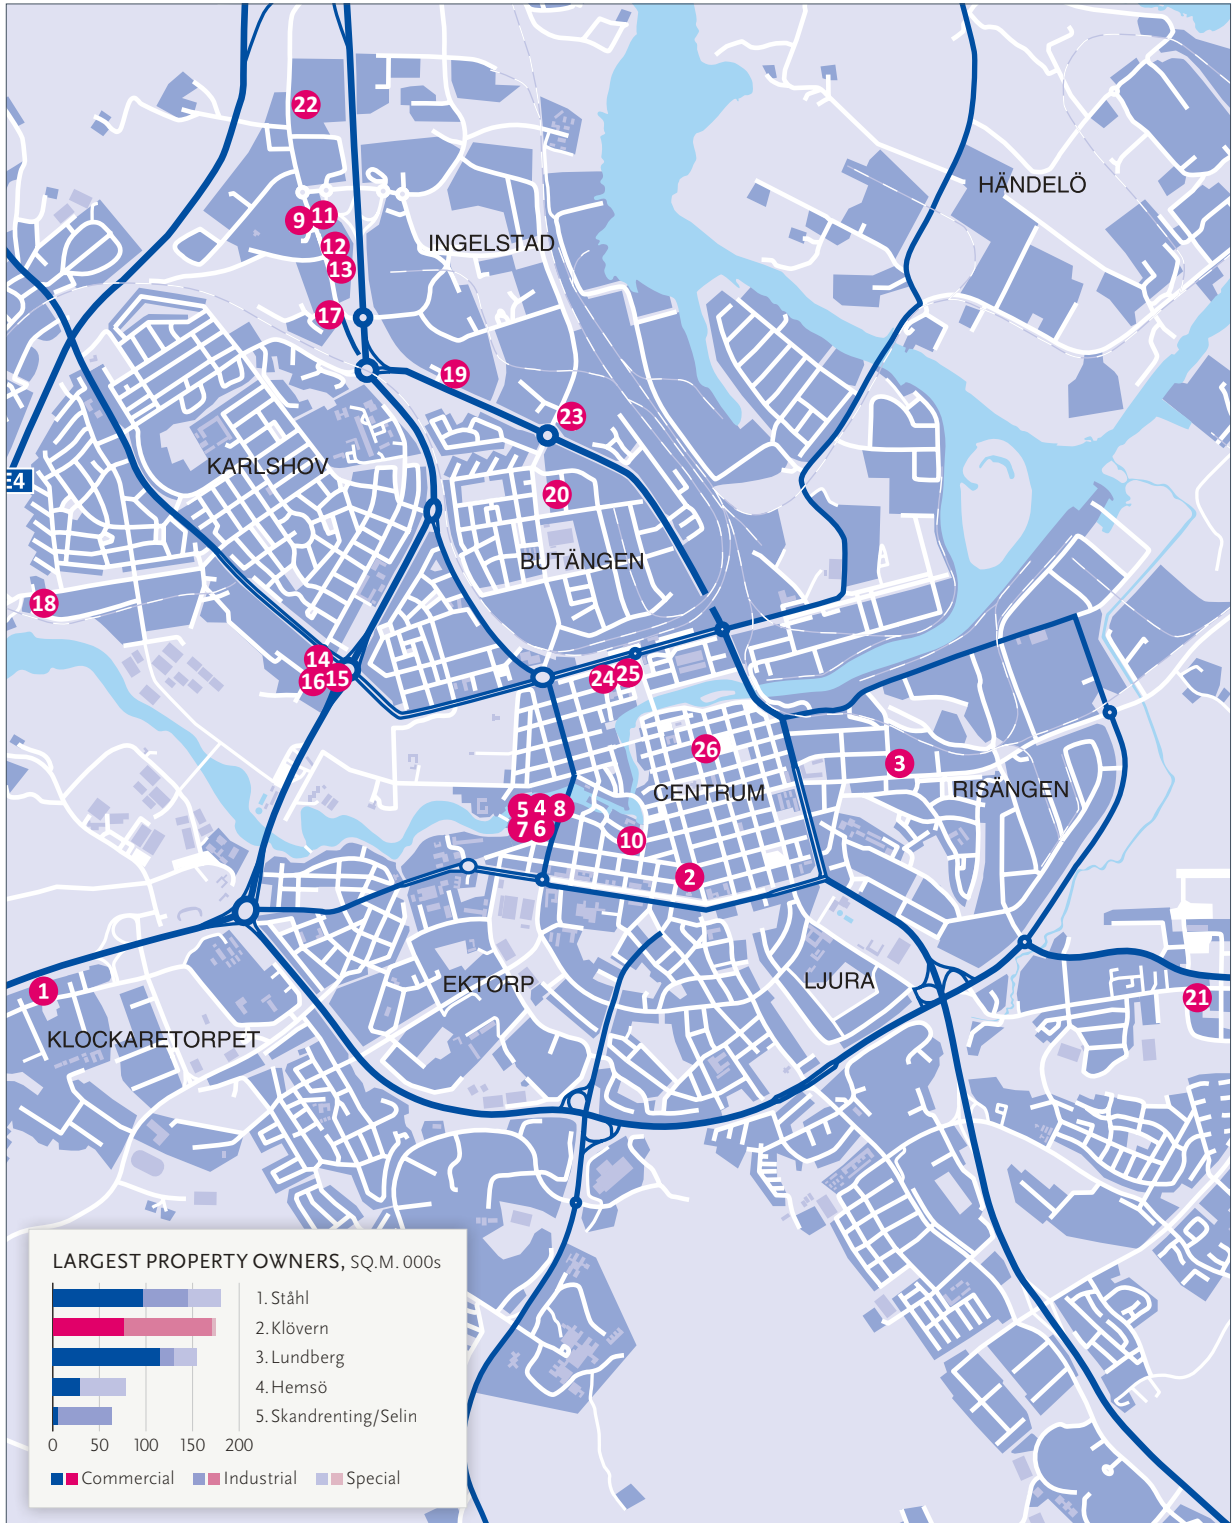 22
HÄNDELÖ
9 11
INGELSTAD
12
13
17
19
23
KARLSHOV
E4
20
BUTÄNGEN
18
14
16 15
24 25
26
3
CENTRUM
RISÄNGEN
5 4 8
7 6
10
2
EKTORP
LJURA
1
21
KLOCKARETORPET
LARGEST PROPERTY OWNERS, SQ.M. 000s
1. Ståhl
2. Klövern
3. Lundberg
4. Hemsö
5. Skandrenting/Selin
0 50 100 150 200
Commercial Industrial Special